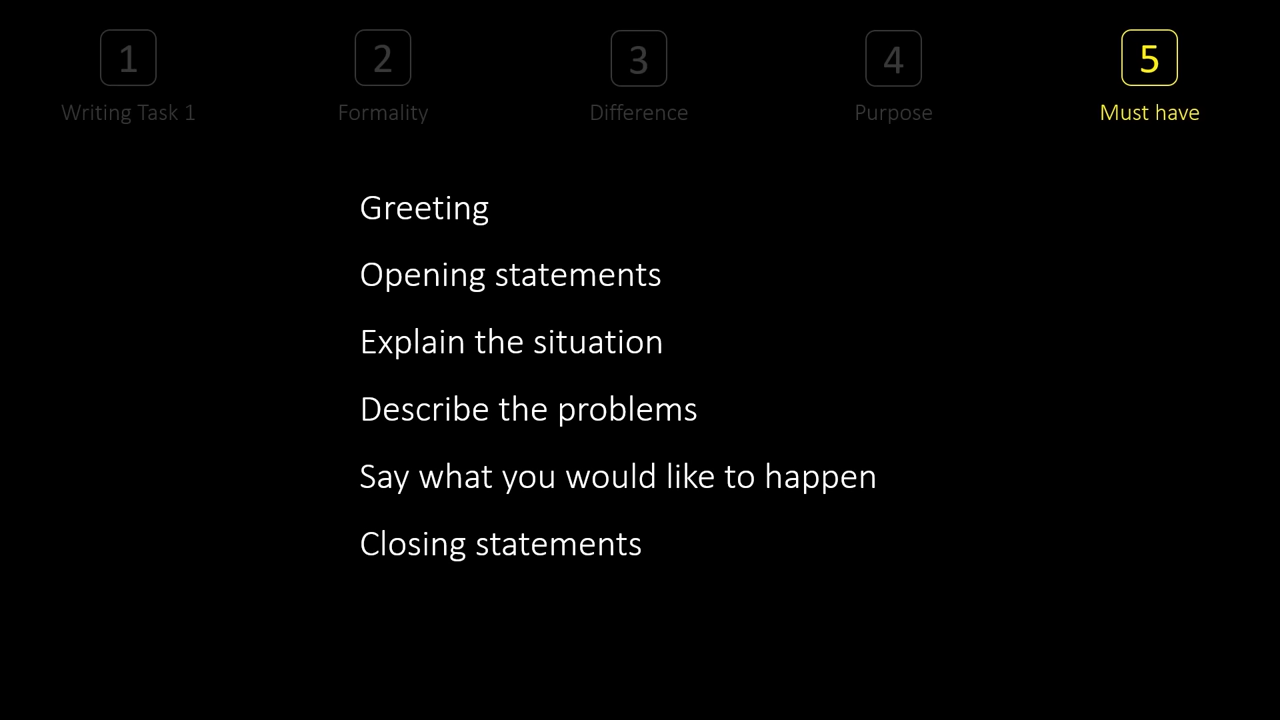 1
2
3
4
5
Writing Task 1
Formality
Difference
Purpose
Must have
Greeting
Opening statements
Explain the situation
Describe the problems
Say what you would like to happen
Closing statements